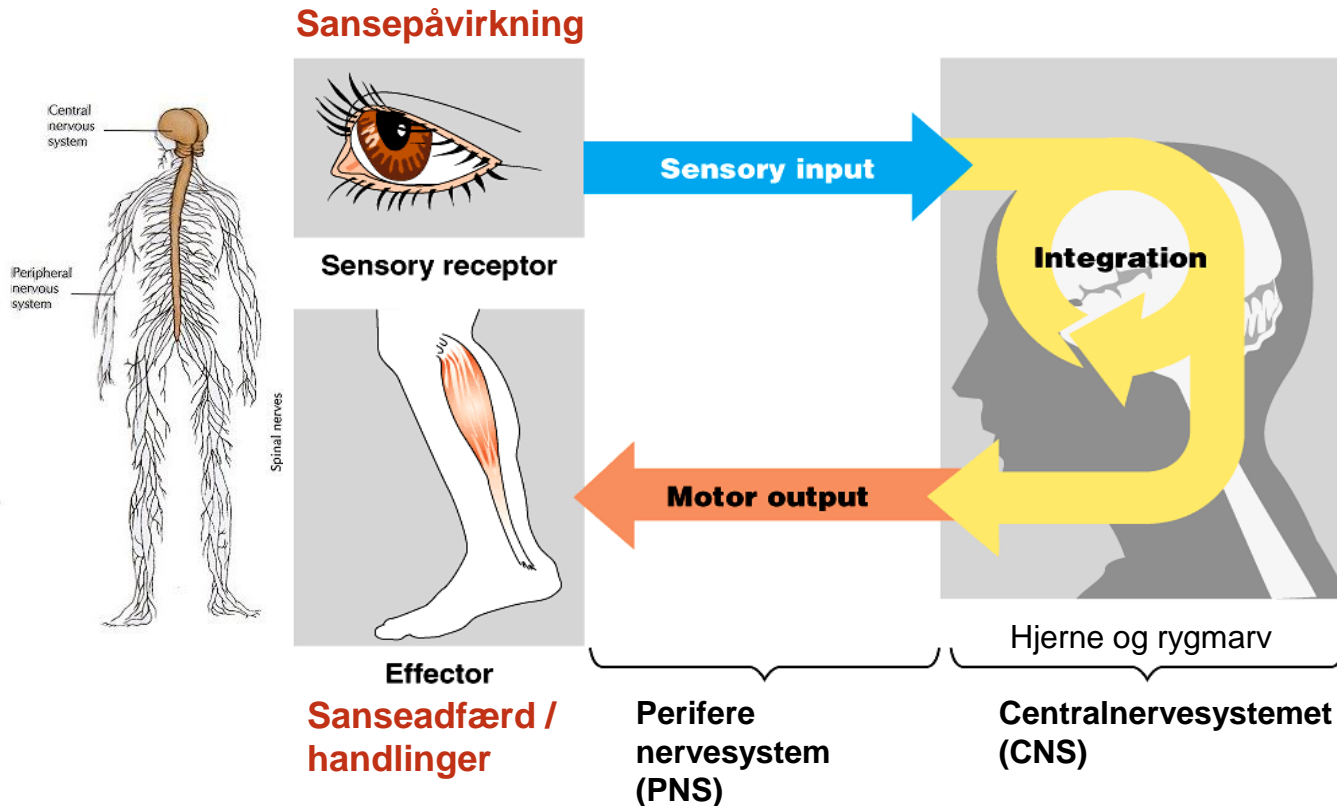 Sansepåvirkning
Central
nervous
system
Peripheral
nervous
system
Spinal nerves
Sensory receptor
Sensory input
Integration
Motor output
Effector
Sanseadfærd /
handlinger
Perifere
nervesystem
(PNS)
Hjerne og rygmarv
Centralnervesystemet
(CNS)